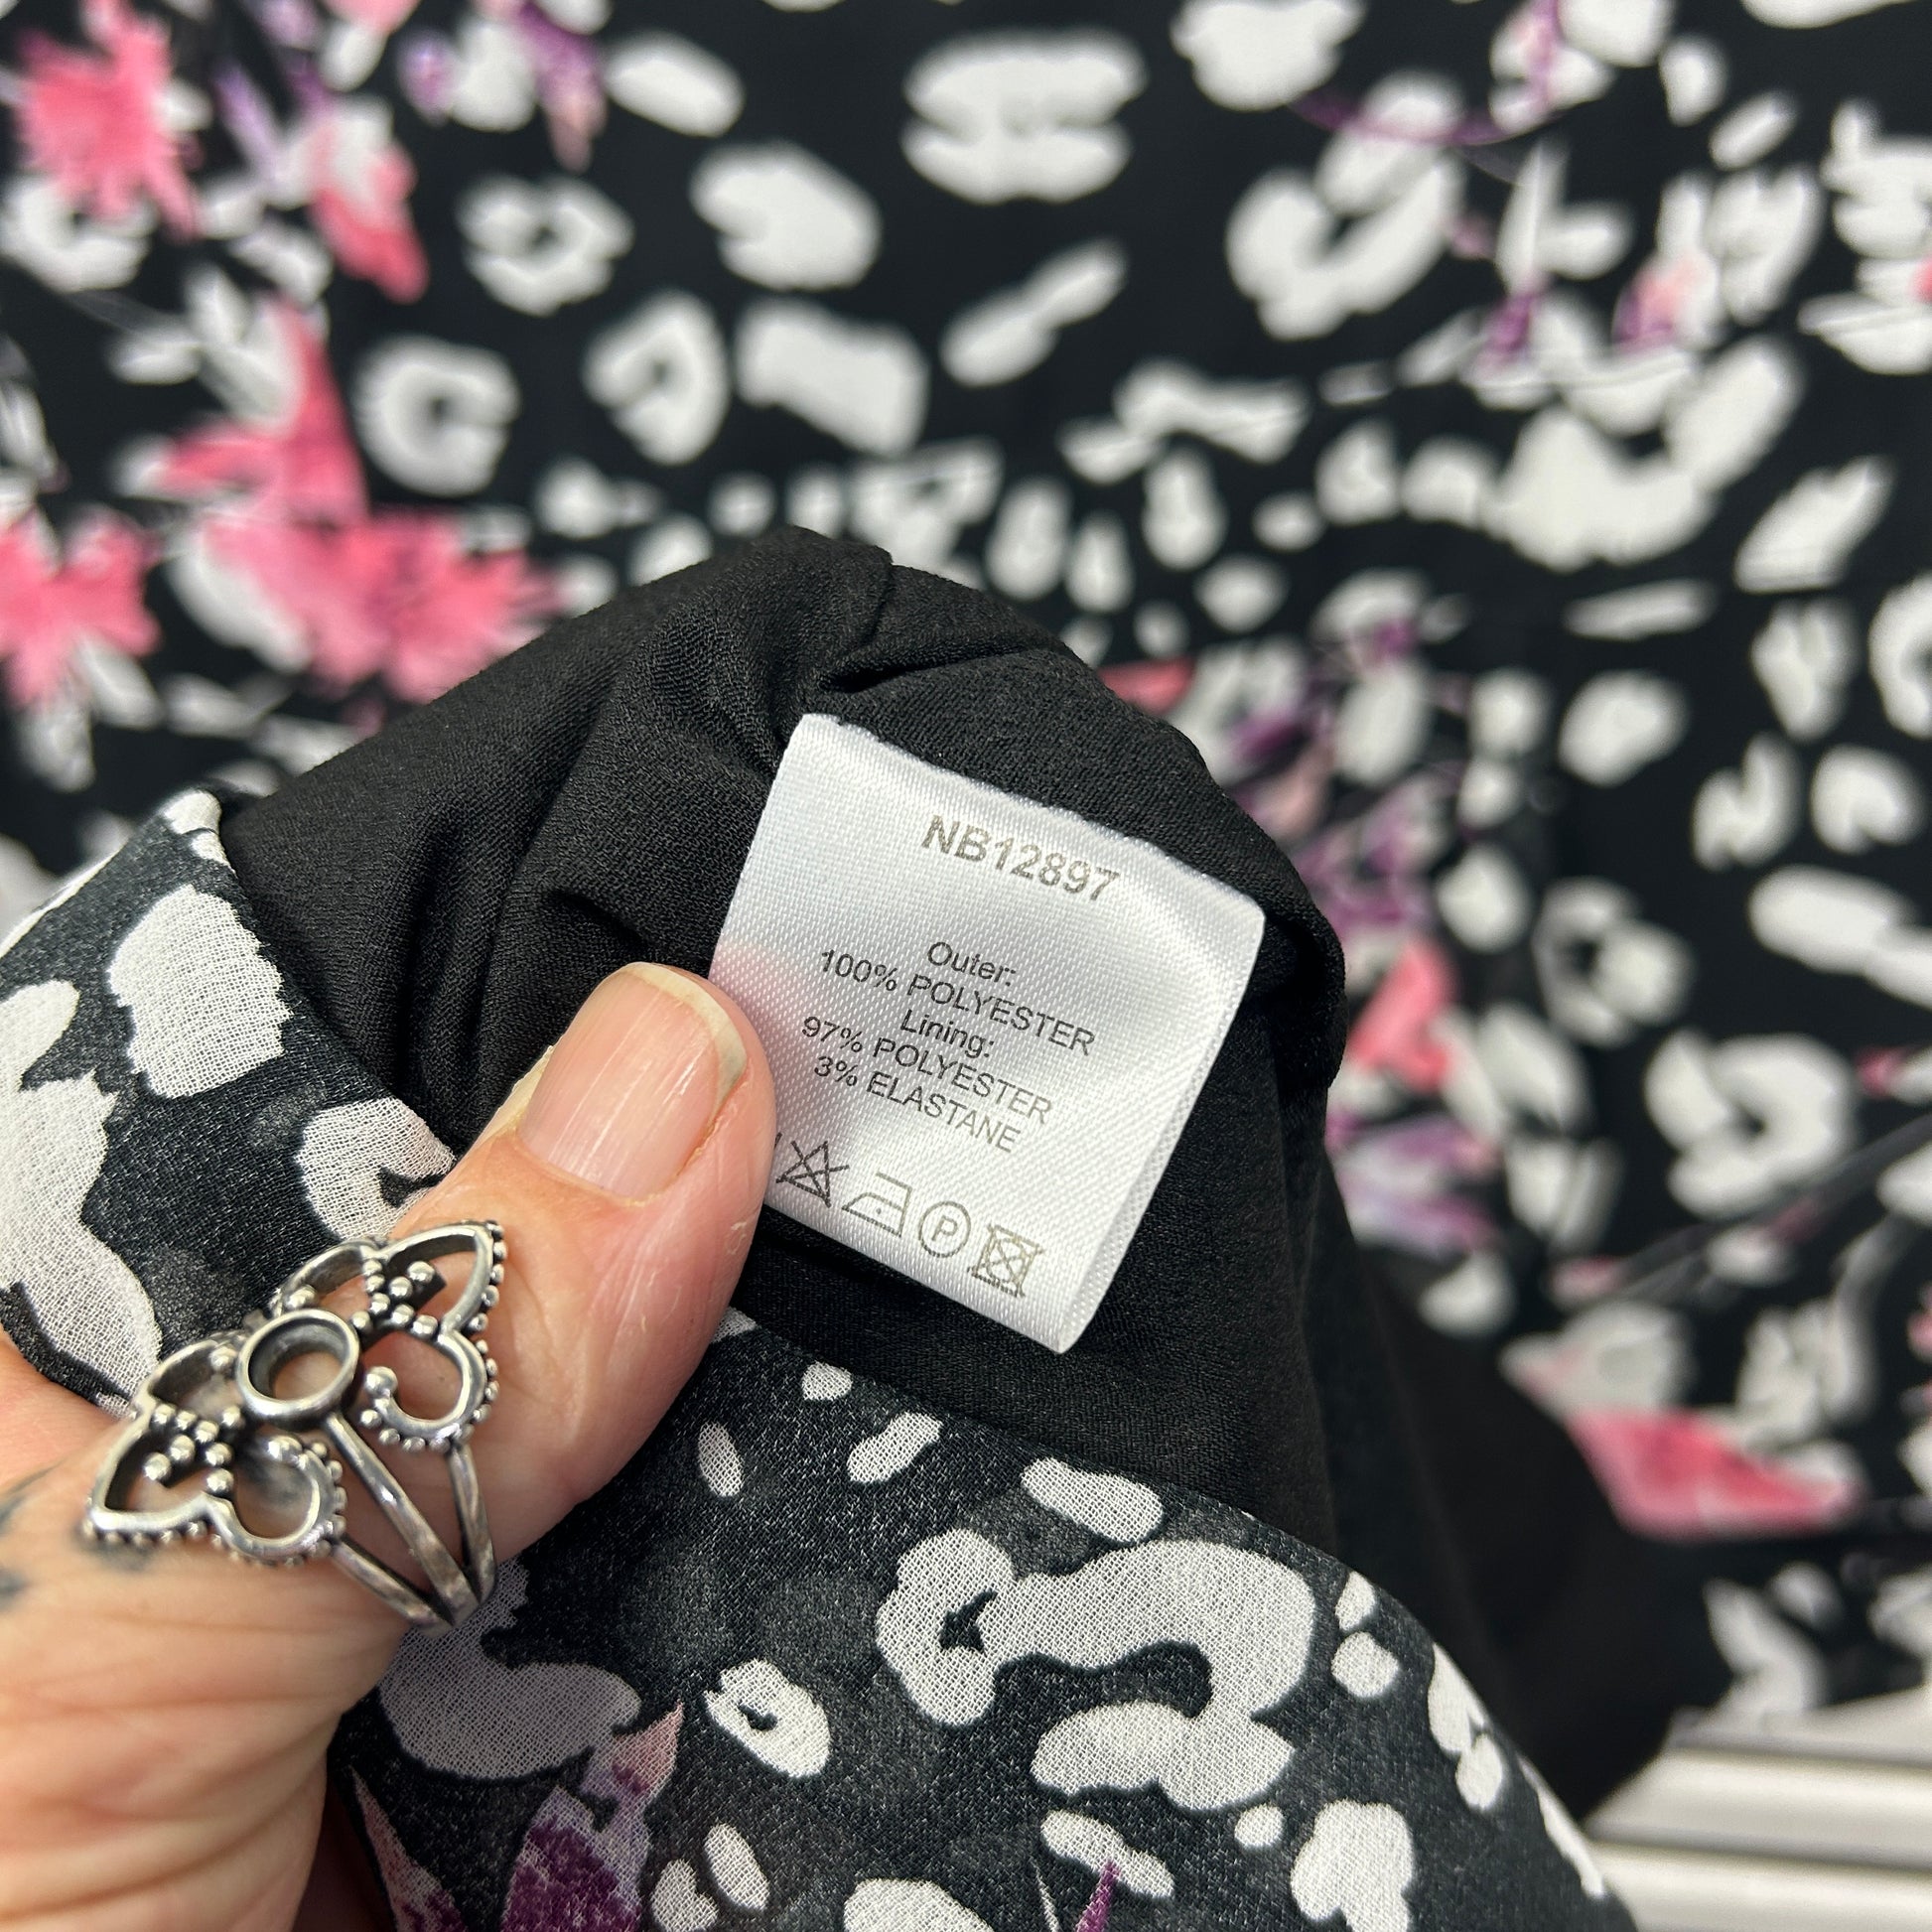 NB12897
Outer:
100% POLYESTER
Lining:
97% POLYESTER
3% ELASTANE
P